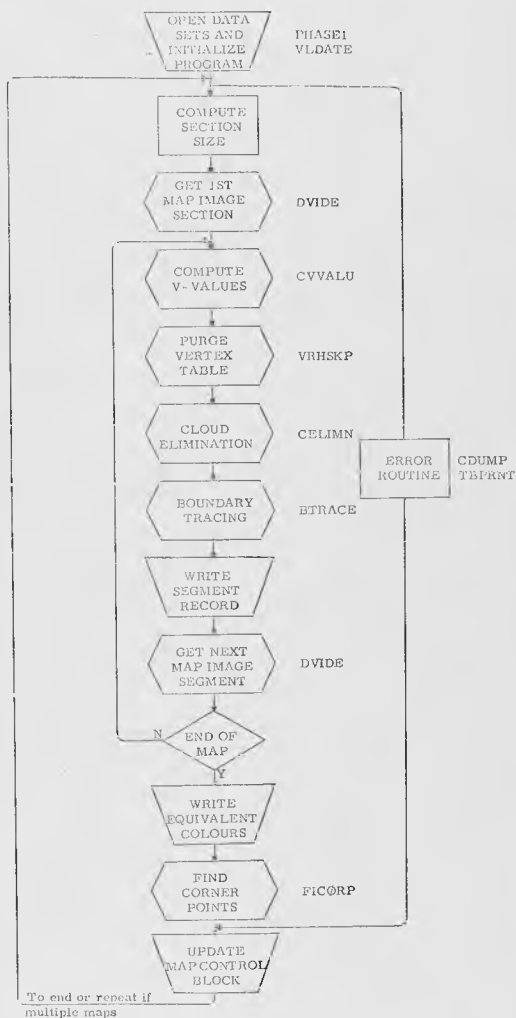 OPEN DATA
SETS AND
INITIALIZE
PROGRAM
PHASE1
VLDATE
COMPUTE
SECTION
SIZE
GET 1ST
MAP IMAGE
SECTION
DVIDE
COMPUTE
V-VALUES
CVVALU
PURGE
VERTEX
TABLE
VRHSKP
CLOUD
ELIMINATION
CELIMN
ERROR
ROUTINE
CDUMP
TBPRNT
BOUNDARY
TRACING
BTRACE
WRITE
SEGMENT
RECORD
GET NEXT
MAP IMAGE
SEGMENT
DVIDE
N
END OF
MAP
Y
WRITE
EQUIVALENT
COLOURS
FIND
CORNER
POINTS
FICØRP
UPDATE
MAP CONTROL
BLOCK
To end or repeat if
multiple maps